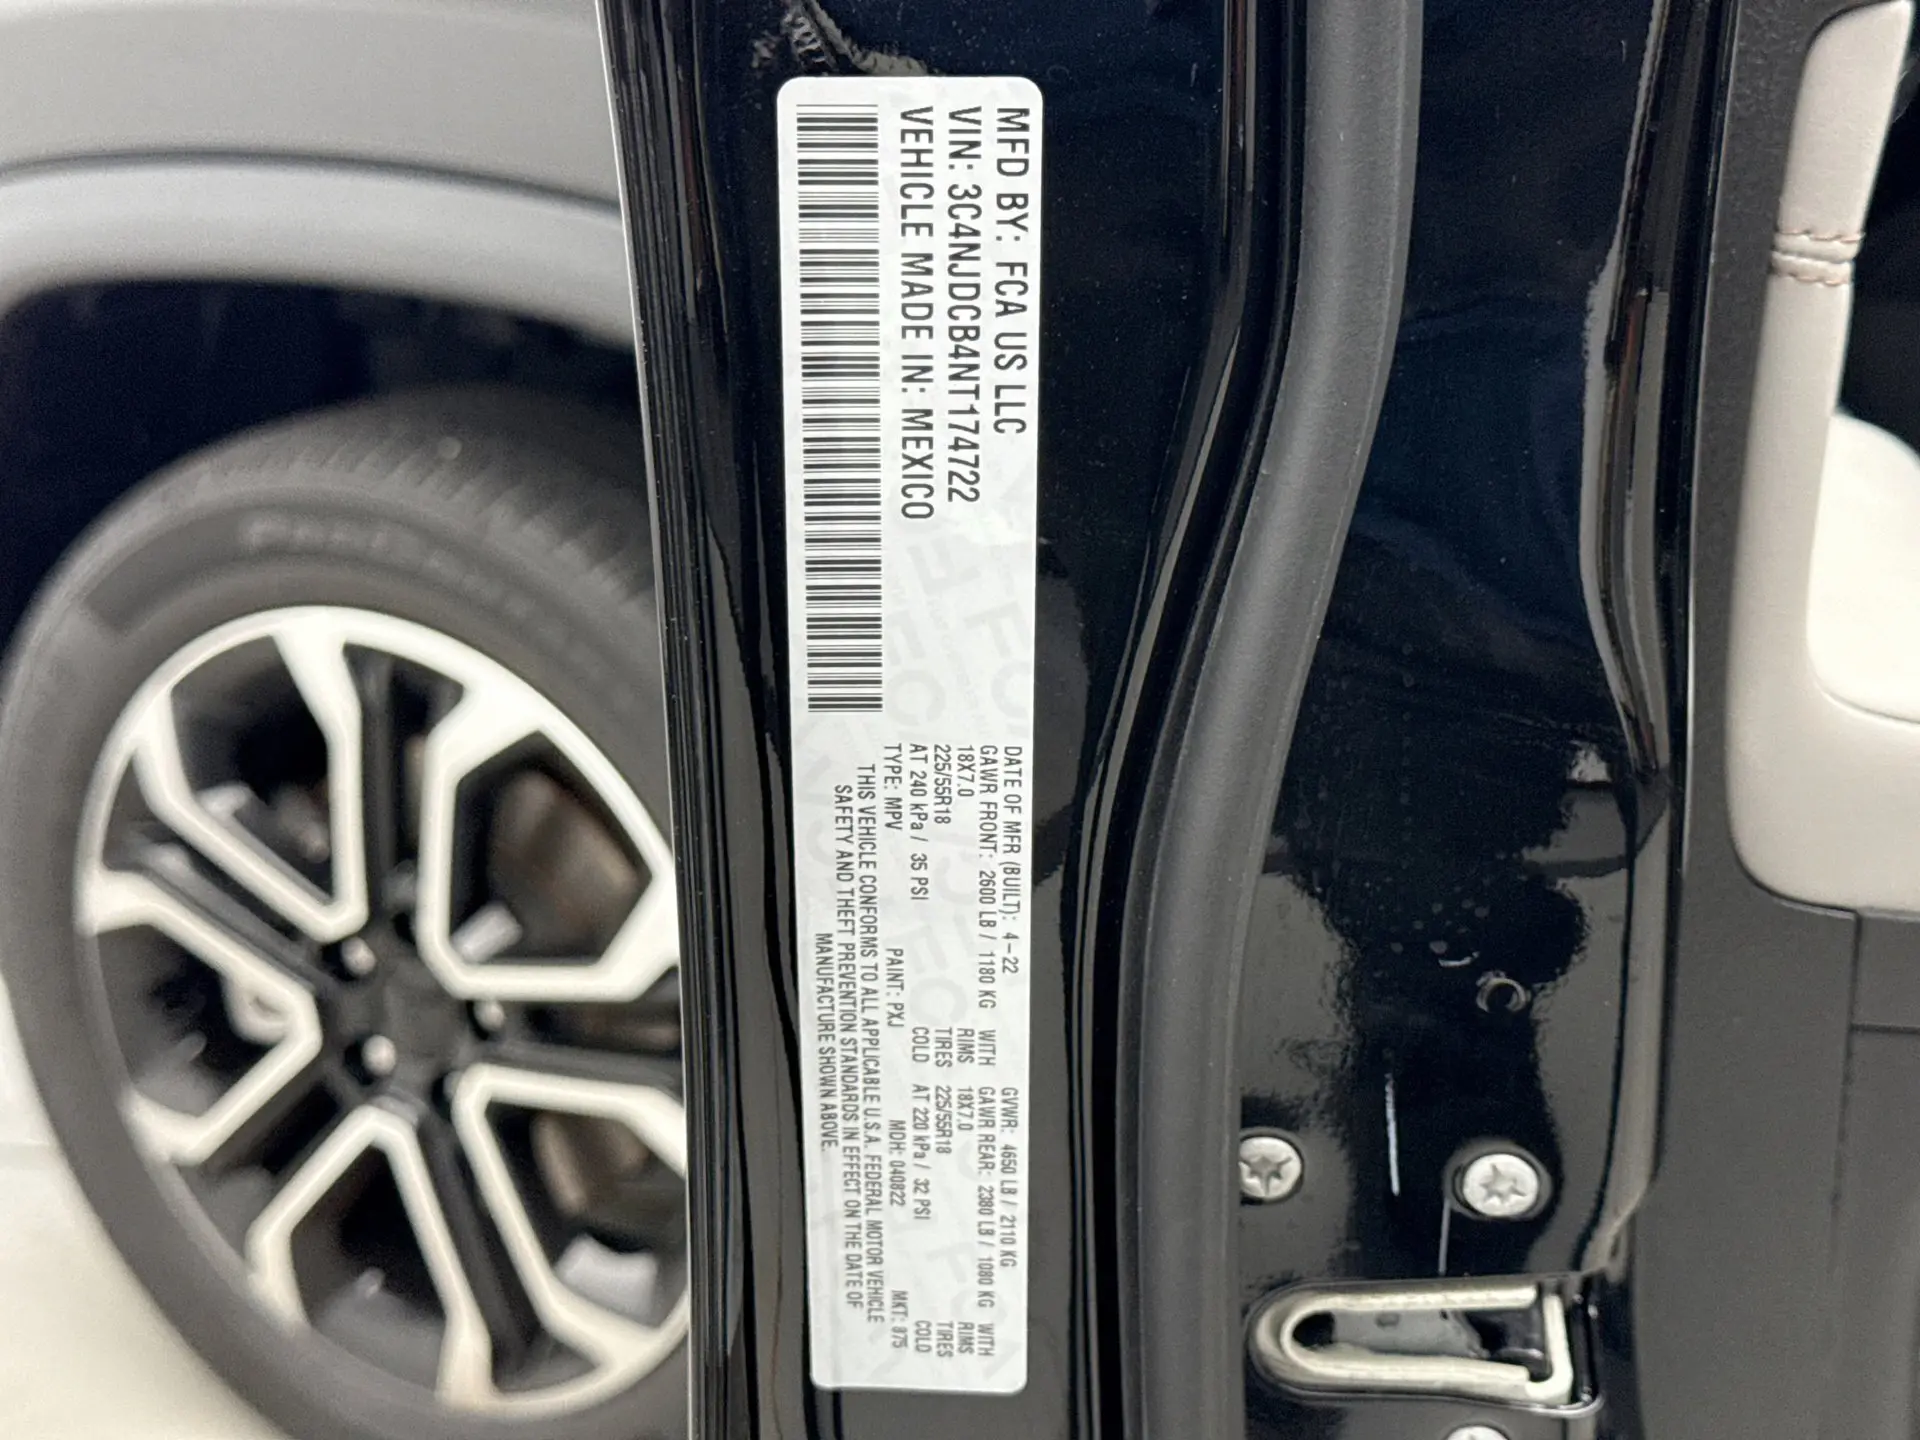 MFD BY: FCA US LLC
VIN: 3C4NJDCB4NT174722
VEHICLE MADE IN: MEXICO
DATE OF MFR (BUILT): 4-22 GVWR: 4650 LB / 2110 KG
GAWR FRONT: 2600 LB / 1180 KG WITH GAWR REAR: 2380 LB / 1080 KG WITH
18X7.0 RIMS 18X7.0 RIMS
225/55R18 TIRES 225/55R18 TIRES
AT 240 kPa / 35 PSI COLD AT 220 kPa / 32 PSI COLD
TYPE: MPV PAINT: PXJ MDH: 040822 MKT: 875
THIS VEHICLE CONFORMS TO ALL APPLICABLE U.S.A. FEDERAL MOTOR VEHICLE
SAFETY AND THEFT PREVENTION STANDARDS IN EFFECT ON THE DATE OF
MANUFACTURE SHOWN ABOVE.